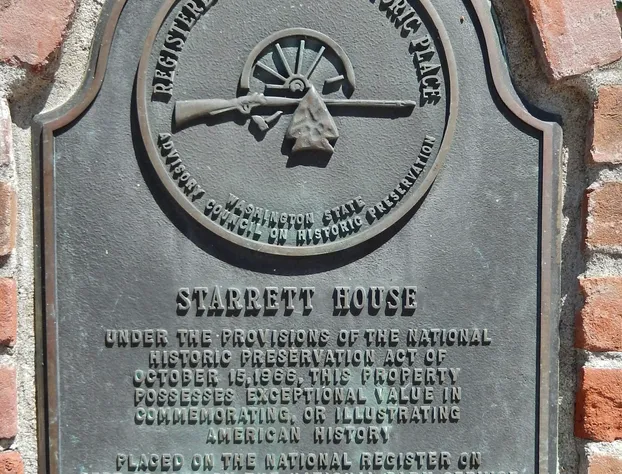 REGISTERED HISTORIC PLACE
WASHINGTON STATE
ADVISORY COUNCIL ON HISTORIC PRESERVATION
STARRETT HOUSE
UNDER THE PROVISIONS OF THE NATIONAL
HISTORIC PRESERVATION ACT OF
OCTOBER 15,1966, THIS PROPERTY
POSSESSES EXCEPTIONAL VALUE IN
COMMEMORATING, OR ILLUSTRATING
AMERICAN HISTORY
PLACED ON THE NATIONAL REGISTER ON